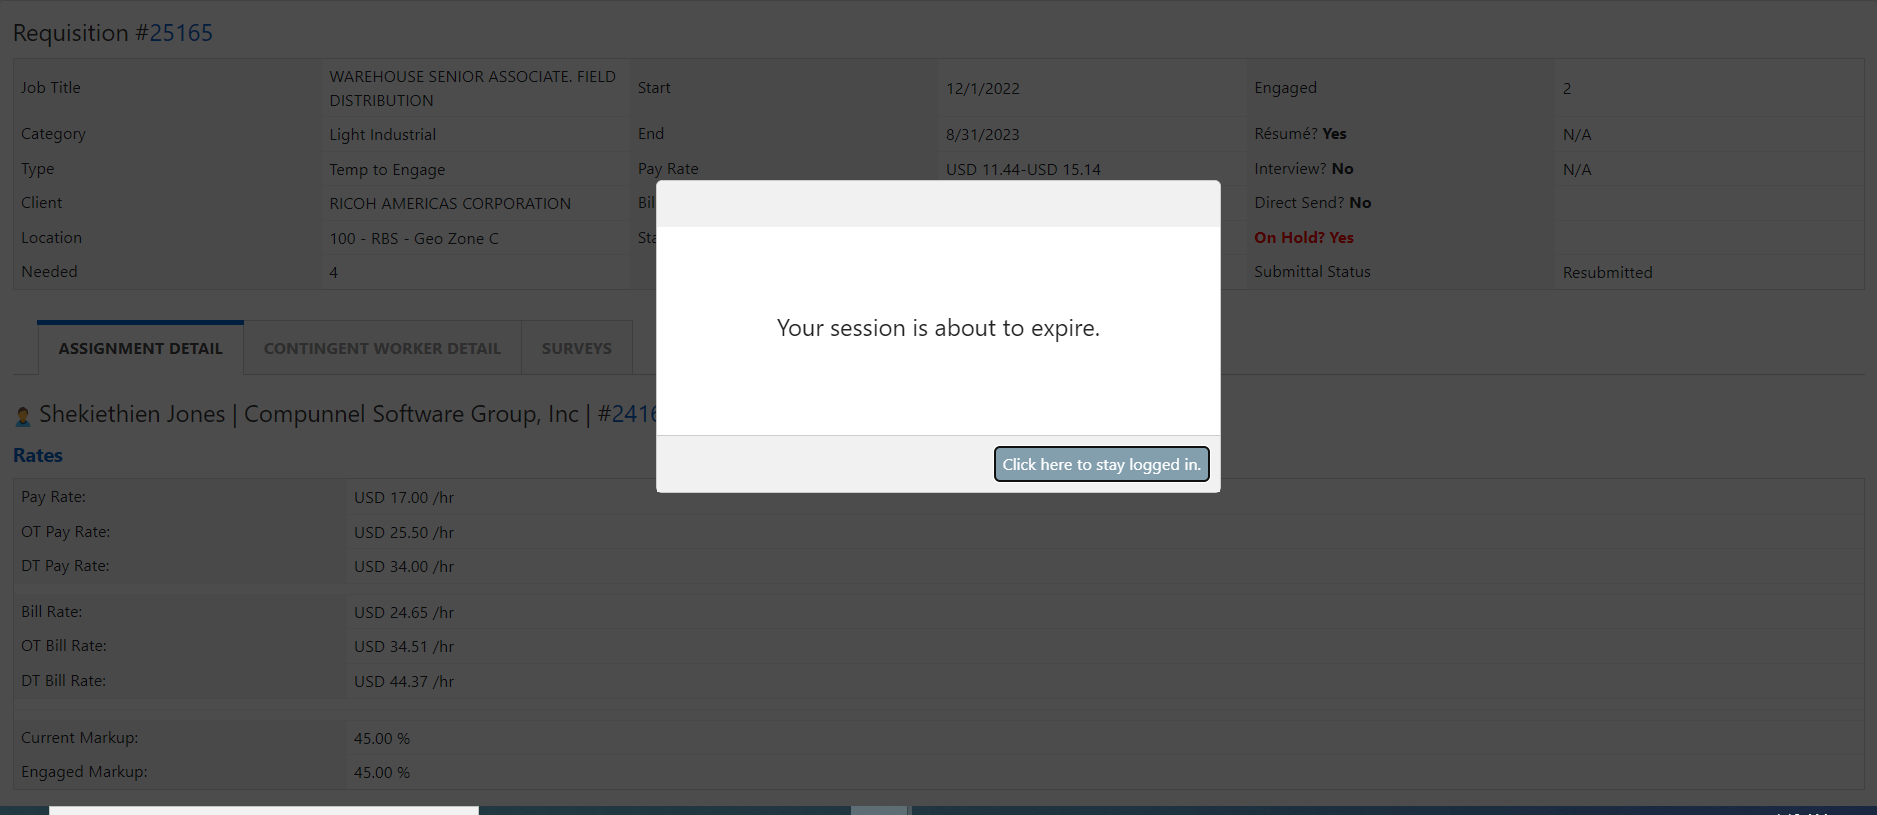 Requisition #25165
Job Title
WAREHOUSE SENIOR ASSOCIATE. FIELD
DISTRIBUTION
Start
12/1/2022
Engaged
2
Category
Light Industrial
End
8/31/2023
Résumé? Yes
N/A
Type
Temp to Engage
Pay Rate
USD 11.44-USD 15.14
Interview? No
N/A
Client
RICOH AMERICAS CORPORATION
Bil
Direct Send? No
Location
100 - RBS - Geo Zone C
Sta
On Hold? Yes
Needed
4
Submittal Status
Resubmitted
Your session is about to expire.
Click here to stay logged in.
ASSIGNMENT DETAIL
CONTINGENT WORKER DETAIL
SURVEYS
Shekiethien Jones | Compunnel Software Group, Inc | #2416
Rates
Pay Rate:
USD 17.00 /hr
OT Pay Rate:
USD 25.50 /hr
DT Pay Rate:
USD 34.00 /hr
Bill Rate:
USD 24.65 /hr
OT Bill Rate:
USD 34.51 /hr
DT Bill Rate:
USD 44.37 /hr
Current Markup:
45.00 %
Engaged Markup:
45.00 %